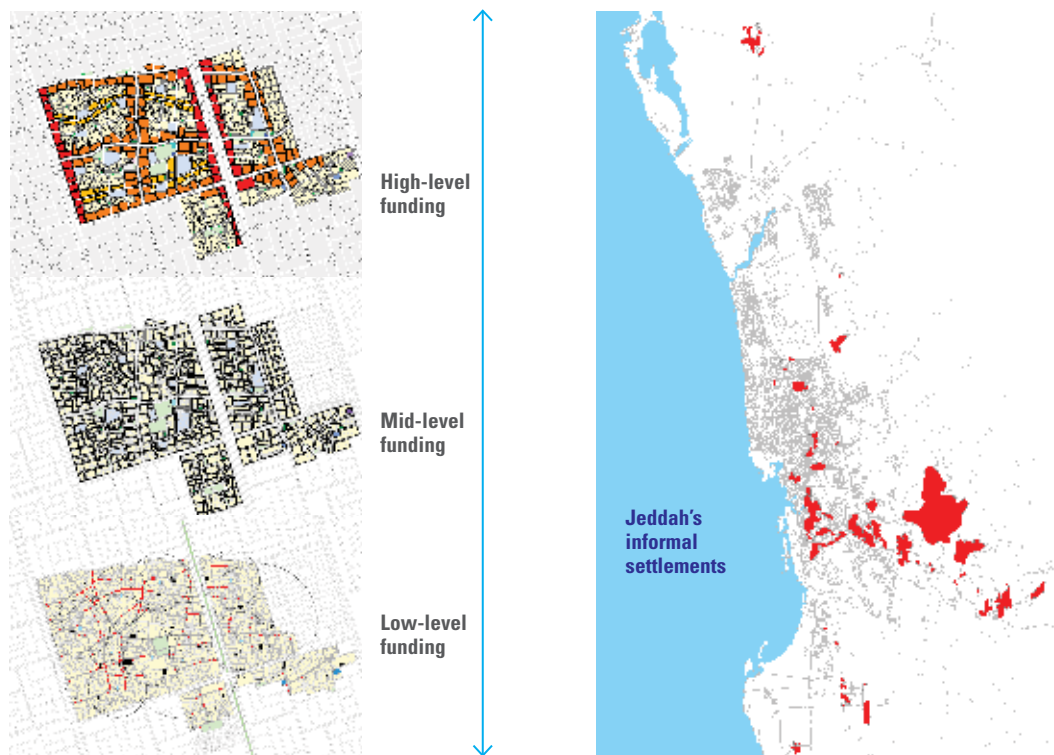 High-level
funding
Mid-level
funding
Low-level
funding
Jeddah's
informal
settlements